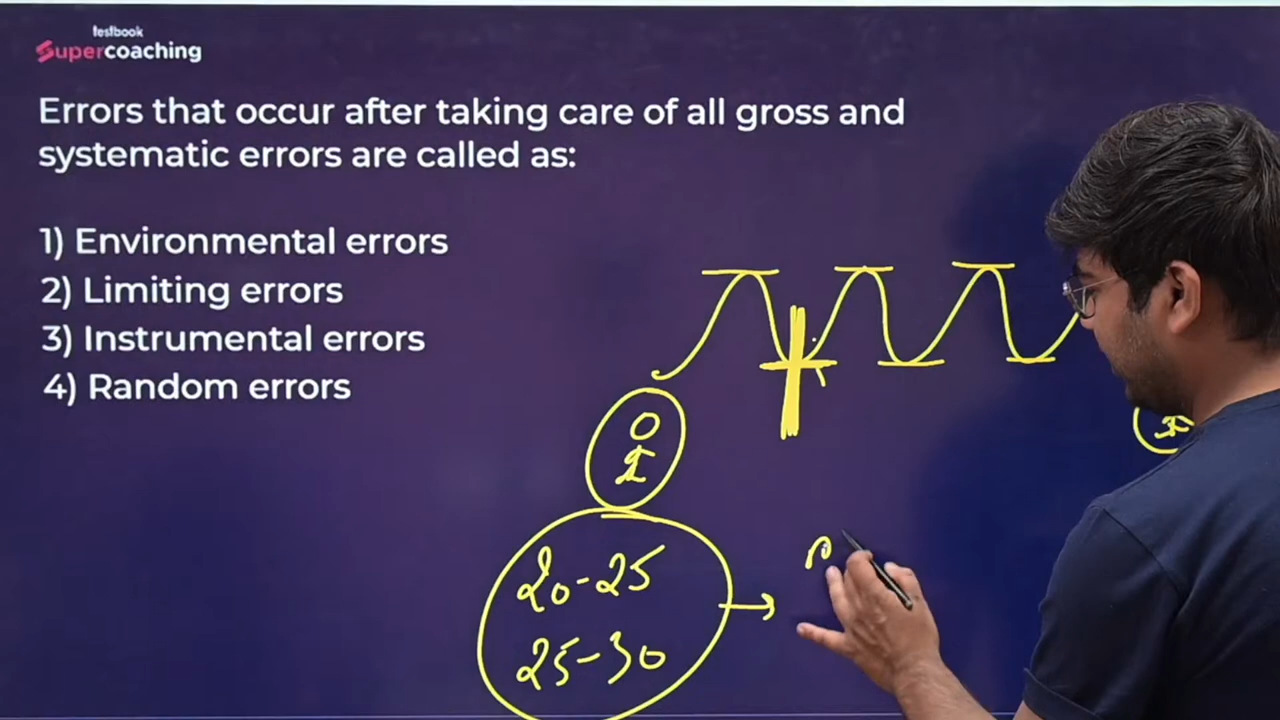 testbook
Supercoaching
Errors that occur after taking care of all gross and
systematic errors are called as:
1) Environmental errors
2) Limiting errors
3) Instrumental errors
4) Random errors
0
1
20-25
25-30